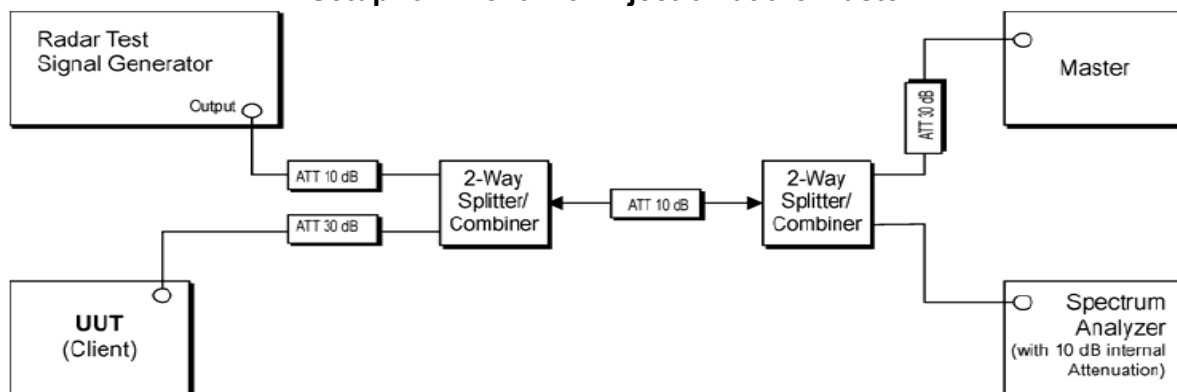 Radar Test
Signal Generator
Output
ATT 10 dB
2-Way
Splitter/
Combiner
ATT 30 dB
UUT
(Client)
ATT 10 dB
2-Way
Splitter/
Combiner
ATT 30 dB
Master
Spectrum
Analyzer
(with 10 dB internal
Attenuation)